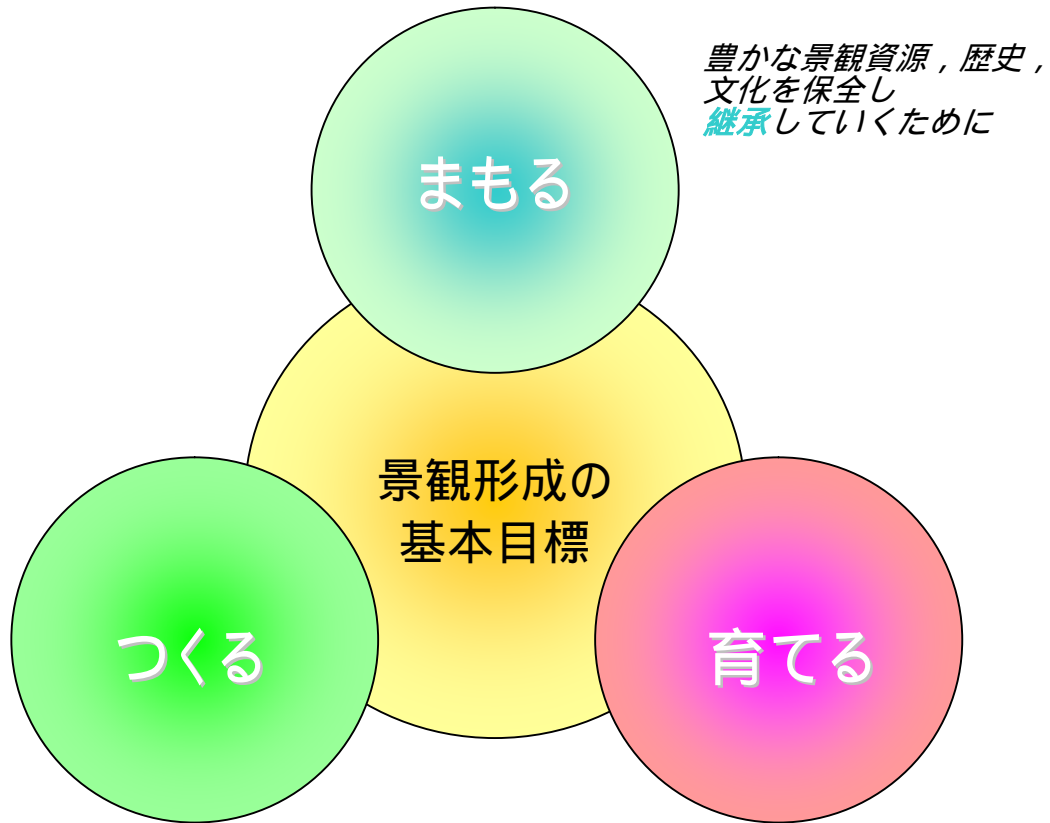 豊かな景観資源，歴史，
文化を保全し
継承していくために
まもる
景観形成の
基本目標
つくる
育てる